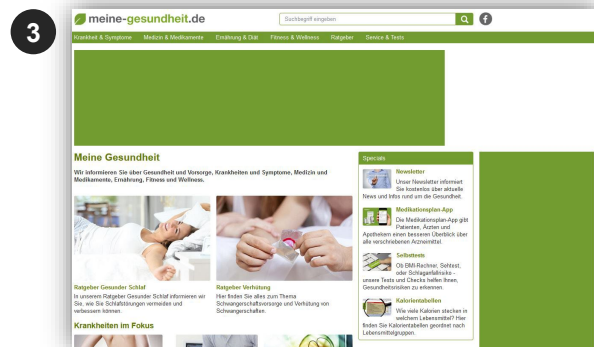 3
meine-gesundheit.de
Suchbegriff eingeben
Krankheit & Symptome Medizin & Medikamente Ernährung & Diät Fitness & Wellness Ratgeber Service & Tests
Meine Gesundheit
Wir informieren Sie über Gesundheit und Vorsorge, Krankheiten und Symptome, Medizin und
Medikamente, Ernährung, Fitness und Wellness.
Ratgeber Gesunder Schlaf
In unserem Ratgeber Gesunder Schlaf informieren wir
Sie, wie Sie Schlafstörungen vermeiden und
verbessern können.
Ratgeber Verhütung
Hier finden Sie alles zum Thema
Schwangerschaftsvorsorge und Verhütung von
Schwangerschaften.
Krankheiten im Fokus
Specials
Newsletter
Unser Newsletter informiert
Sie kostenlos über aktuelle
News und Infos rund um die Gesundheit.
Medikationsplan-App
Die Medikationsplan-App gibt
Patienten, Ärzten und
Apothekern einen besseren Überblick über
alle verschriebenen Arzneimittel.
Selbsttests
Ob BMI-Rechner, Sehtest,
oder Schlaganfallrisiko -
unsere Tests und Checks helfen Ihnen,
Gesundheitsrisiken zu erkennen.
Kalorientabellen
Wie viele Kalorien stecken in
welchem Lebensmittel? Hier
finden Sie Kalorientabellen geordnet nach
Lebensmittelgruppen.